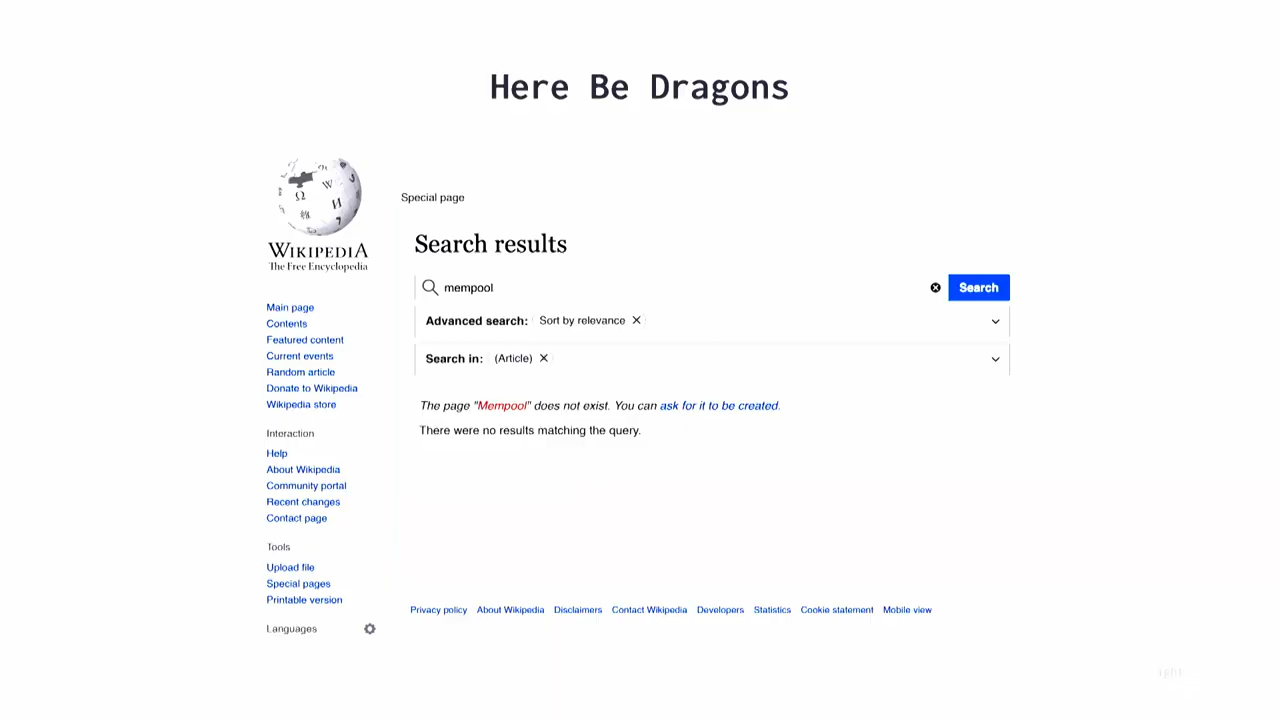 Here Be Dragons
WIKIPEDIA
The Free Encyclopedia
Main page
Contents
Featured content
Current events
Random article
Donate to Wikipedia
Wikipedia store
Interaction
Help
About Wikipedia
Community portal
Recent changes
Contact page
Tools
Upload file
Special pages
Printable version
Languages
Special page
Search results
mempool
Search
Advanced search: Sort by relevance
Search in: (Article)
The page "Mempool" does not exist. You can ask for it to be created.
There were no results matching the query.
Privacy policy About Wikipedia Disclaimers Contact Wikipedia Developers Statistics Cookie statement Mobile view